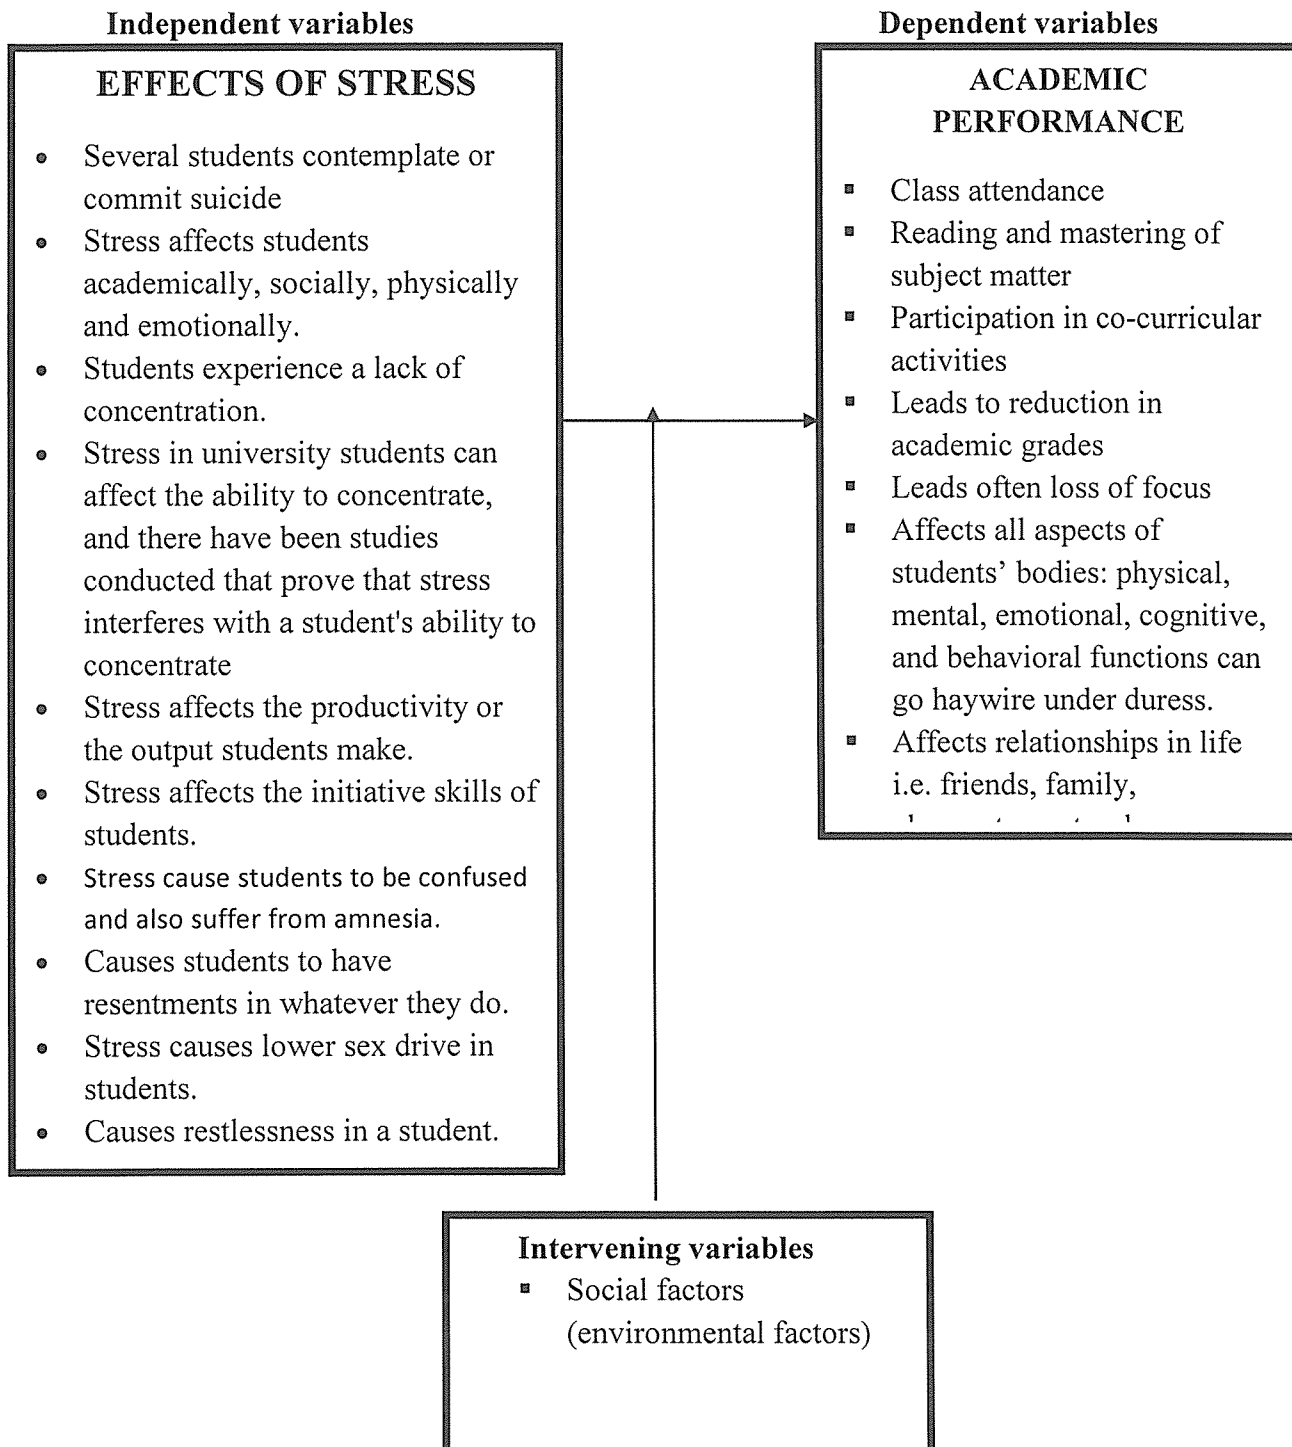 Independent variables
EFFECTS OF STRESS
• Several students contemplate or
commit suicide
• Stress affects students
academically, socially, physically
and emotionally.
• Students experience a lack of
concentration.
• Stress in university students can
affect the ability to concentrate,
and there have been studies
conducted that prove that stress
interferes with a student's ability to
concentrate
• Stress affects the productivity or
the output students make.
• Stress affects the initiative skills of
students.
• Stress cause students to be confused
and also suffer from amnesia.
• Causes students to have
resentments in whatever they do.
• Stress causes lower sex drive in
students.
• Causes restlessness in a student.
Dependent variables
ACADEMIC
PERFORMANCE
▪ Class attendance
▪ Reading and mastering of
subject matter
▪ Participation in co-curricular
activities
▪ Leads to reduction in
academic grades
▪ Leads often loss of focus
▪ Affects all aspects of
students’ bodies: physical,
mental, emotional, cognitive,
and behavioral functions can
go haywire under duress.
▪ Affects relationships in life
i.e. friends, family,
Intervening variables
▪ Social factors
(environmental factors)